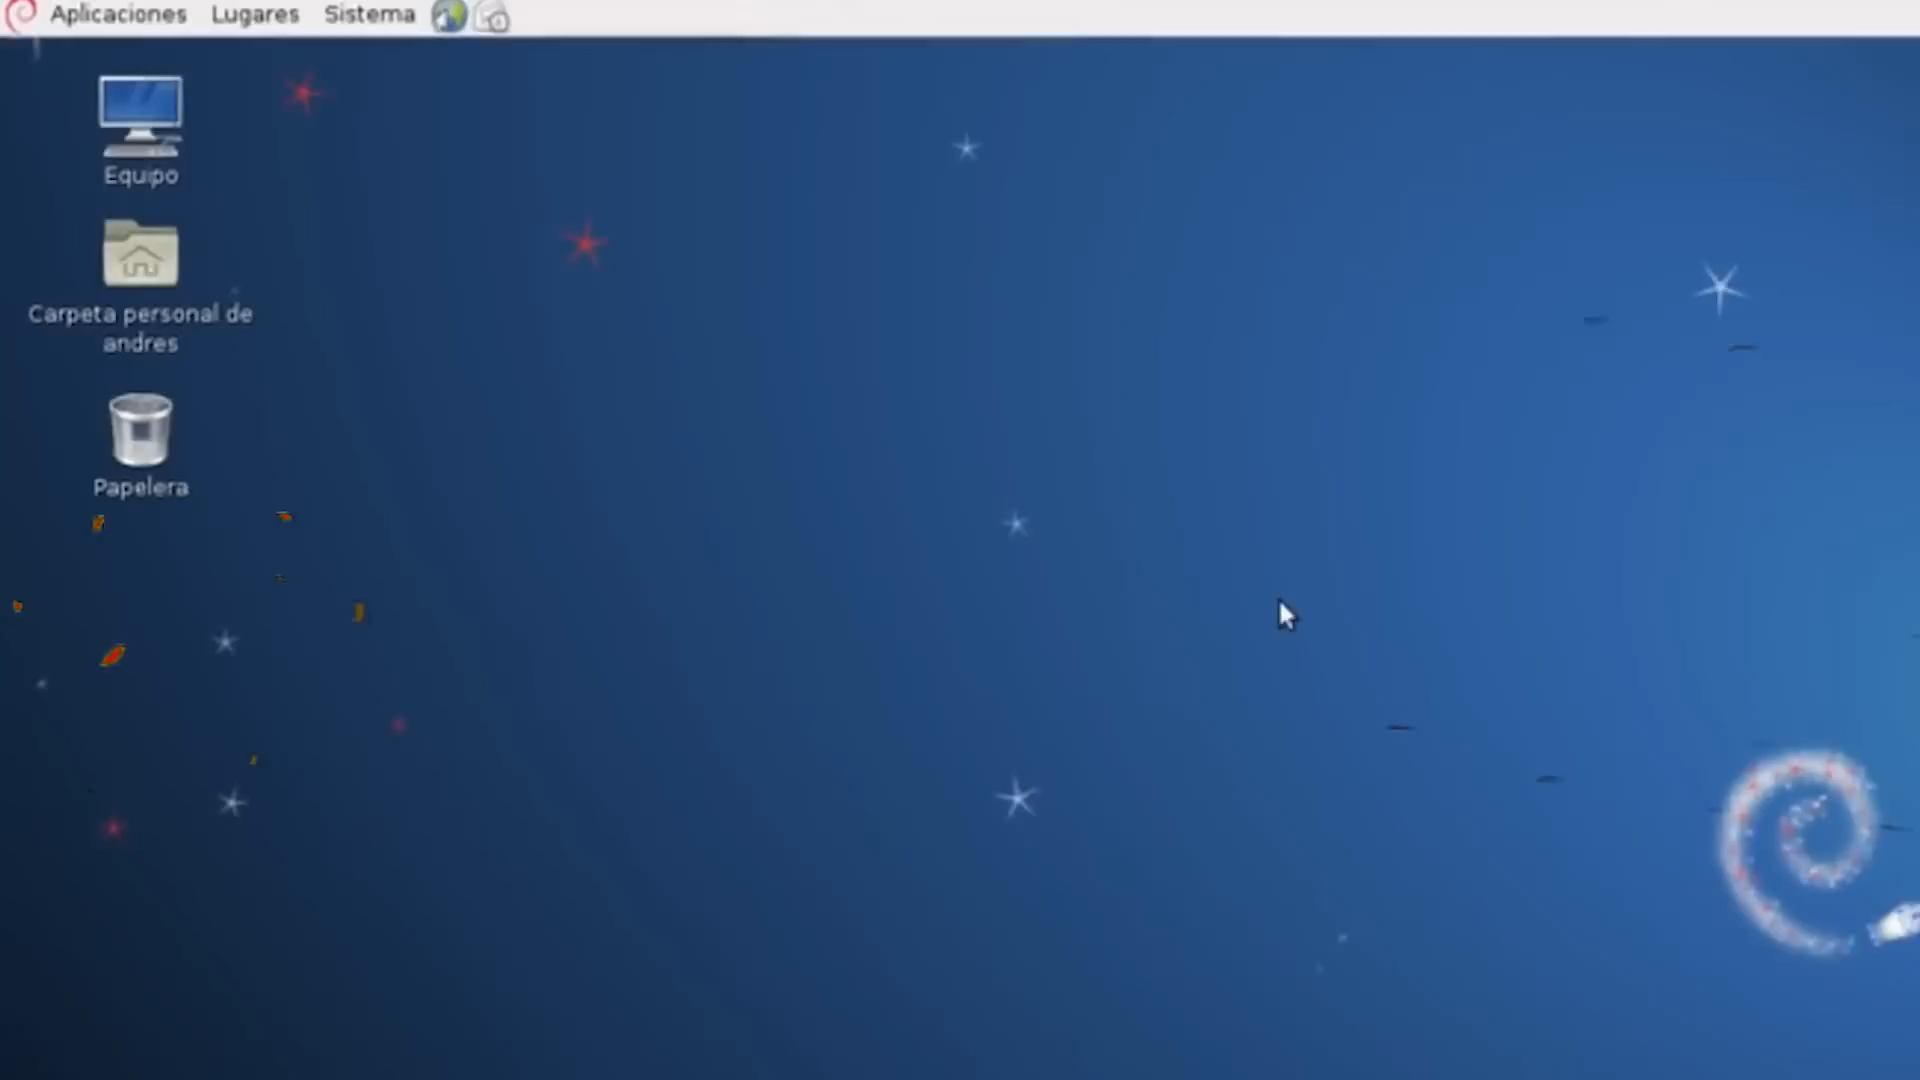 Aplicaciones Lugares Sistema
Equipo
Carpeta personal de
andres
Papelera